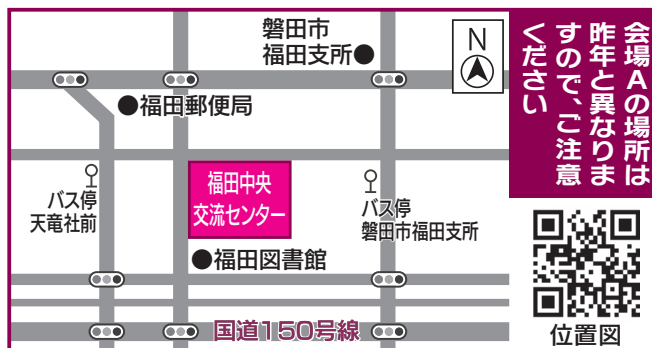 磐田市
福田支所●
N
●福田郵便局
バス停
天竜社前
福田中央
交流センター
バス停
磐田市福田支所
●福田図書館
国道150号線
会場Aの場所は
昨年と異なりま
すので、ご注意
ください
位置図